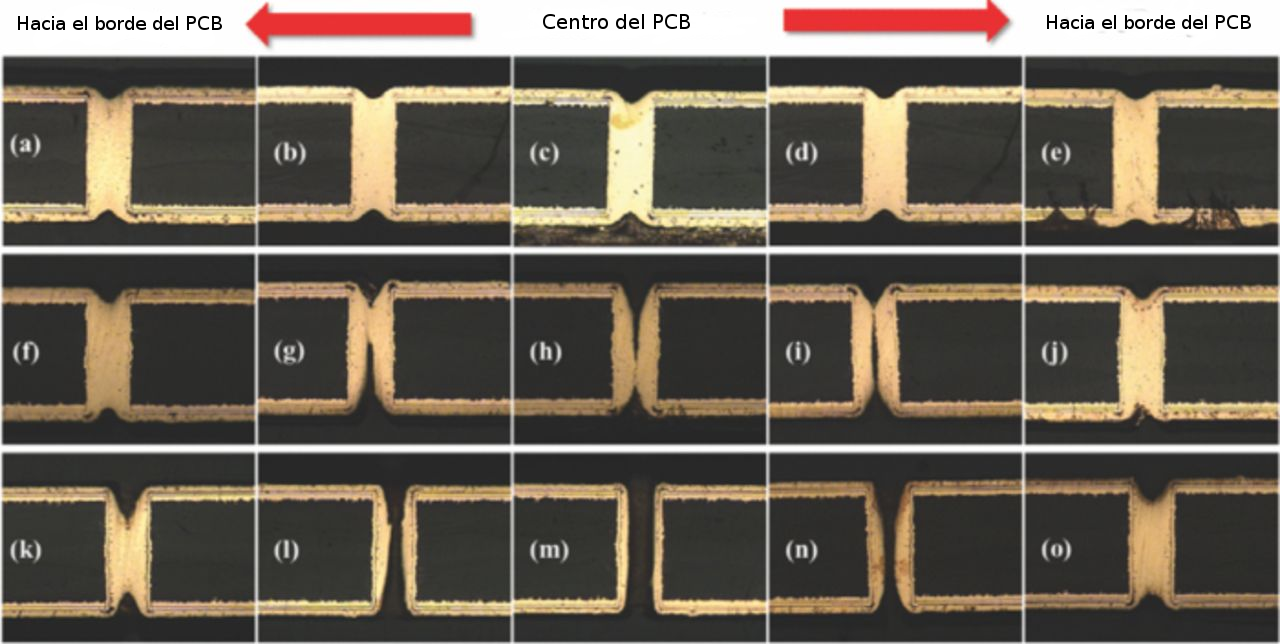 Hacia el borde del PCB
Centro del PCB
Hacia el borde del PCB
(a)
(b)
(c)
(d)
(e)
(f)
(g)
(h)
(i)
(j)
(k)
(l)
(m)
(n)
(o)